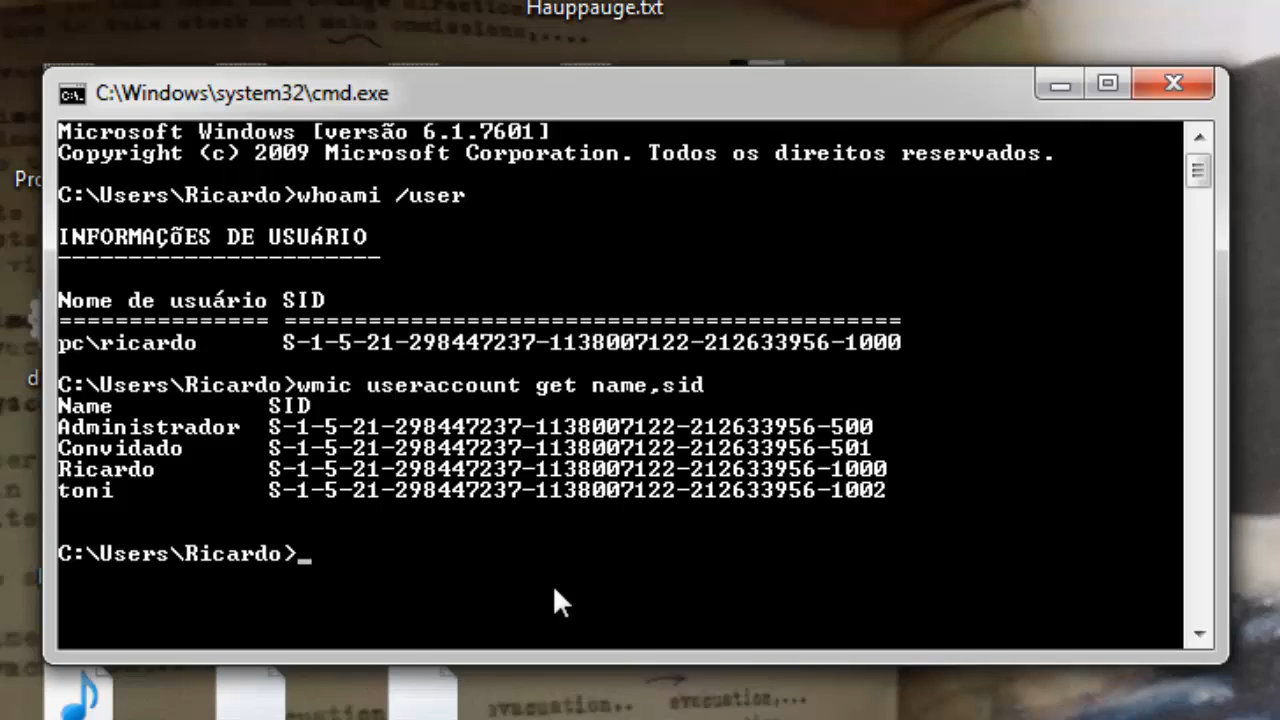 Hauppauge.txt
C:\Windows\system32\cmd.exe
Microsoft Windows [versão 6.1.7601]
Copyright (c) 2009 Microsoft Corporation. Todos os direitos reservados.
C:\Users\Ricardo>whoami /user
INFORMAÇÕES DE USUáRIO
-----------------------
Nome de usuário SID
=============== ============================================
pc\ricardo S-1-5-21-298447237-1138007122-212633956-1000
C:\Users\Ricardo>wmic useraccount get name,sid
Name SID
Administrador S-1-5-21-298447237-1138007122-212633956-500
Convidado S-1-5-21-298447237-1138007122-212633956-501
Ricardo S-1-5-21-298447237-1138007122-212633956-1000
toni S-1-5-21-298447237-1138007122-212633956-1002
C:\Users\Ricardo>_
evacuation.. evacuation,...